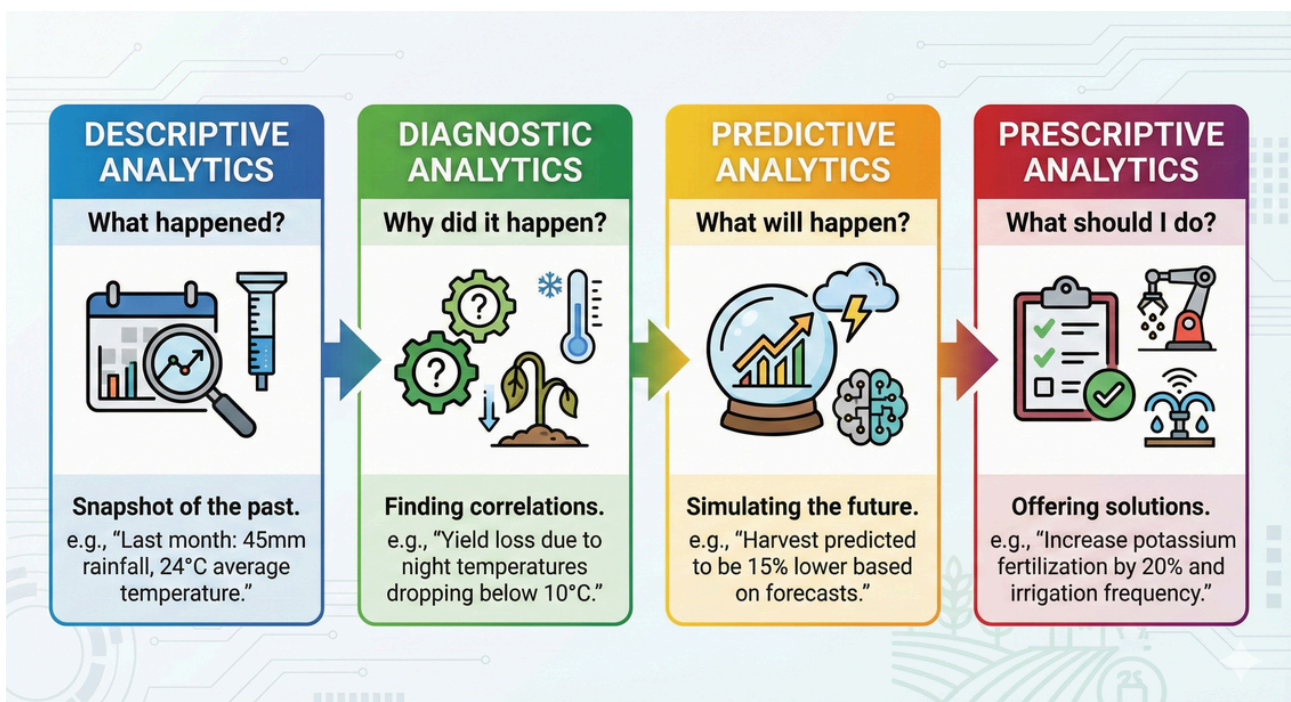 DESCRIPTIVE
ANALYTICS
What happened?
Snapshot of the past.
e.g., “Last month: 45mm
rainfall, 24°C average
temperature.”
DIAGNOSTIC
ANALYTICS
Why did it happen?
?
?
Finding correlations.
e.g., “Yield loss due to
night temperatures
dropping below 10°C.”
PREDICTIVE
ANALYTICS
What will happen?
Simulating the future.
e.g., “Harvest predicted
to be 15% lower based
on forecasts.”
PRESCRIPTIVE
ANALYTICS
What should I do?
Offering solutions.
e.g., “Increase potassium
fertilization by 20% and
irrigation frequency.”